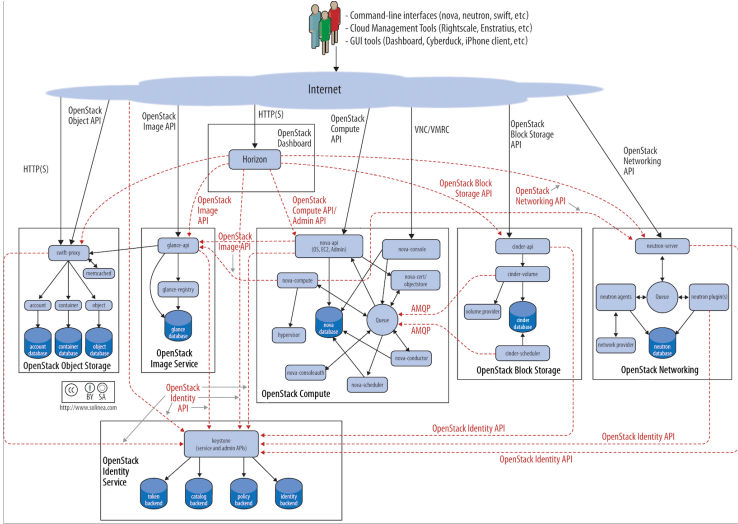 - Command-line interfaces (nova, neutron, swift, etc)
- Cloud Management Tools (Rightscale, Enstratius, etc)
- GUI tools (Dashboard, Cyberduck, iPhone client, etc)
Internet
OpenStack
Object API
OpenStack
Image API
HTTP(S)
OpenStack
Dashboard
OpenStack
Compute
API
VNC/VMRC
OpenStack
Block Storage
API
OpenStack
Networking
API
HTTP(S)
Horizon
OpenStack
Image
API
OpenStack
Compute API/
Admin API
OpenStack Block
Storage API
OpenStack
Networking API
OpenStack
Image API
swift-proxy
memcached
account
container
object
account
database
container
database
object
database
OpenStack Object Storage
glance-api
glance-registry
glance
database
OpenStack
Image Service
nova-api
(OS, EC2, Admin)
nova-console
nova-compute
nova-cert/
objectstore
Queue
nova
database
hypervisor
nova-conductor
nova-consoleauth
nova-scheduler
OpenStack Compute
AMQP
AMQP
cinder-api
cinder-volume
volume provider
cinder
database
cinder-scheduler
OpenStack Block Storage
neutron-server
neutron agents
Queue
neutron plugin(s)
network provider
neutron
database
OpenStack Networking
cc
BY SA
http://www.solinea.com
OpenStack
Identity
API
OpenStack Identity API
OpenStack Identity API
OpenStack Identity API
OpenStack
Identity
Service
keystone
(service and admin APIs)
token
backend
catalog
backend
policy
backend
identity
backend